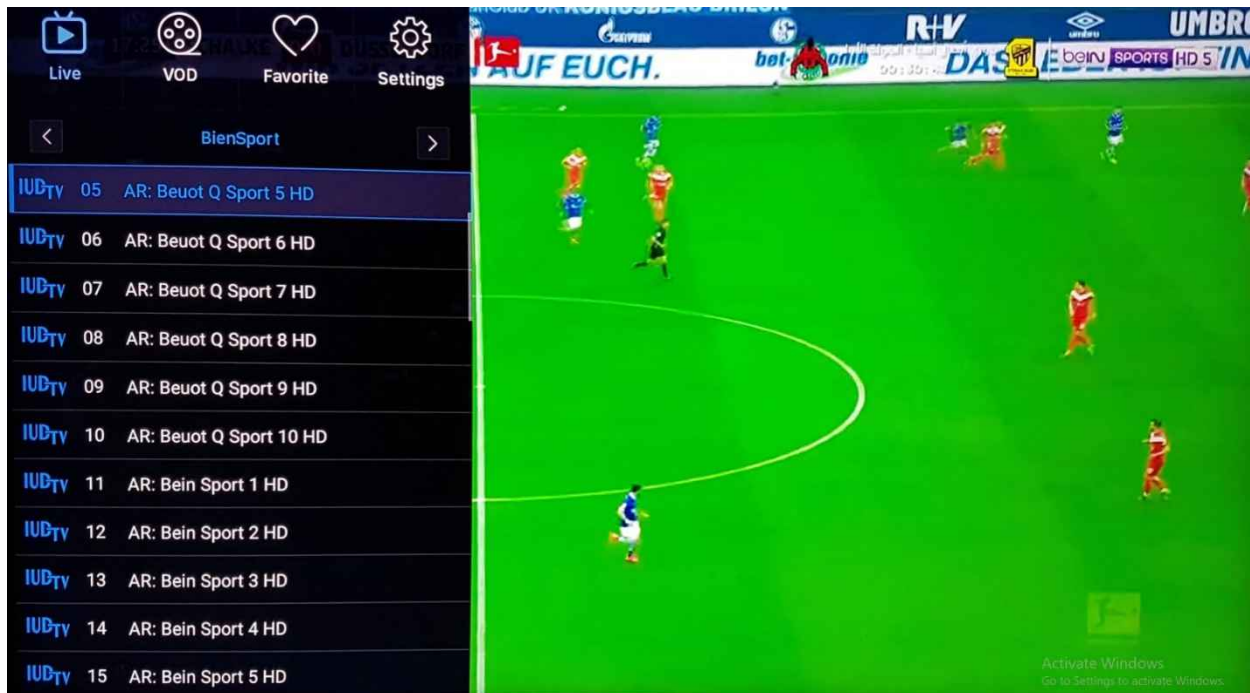 Live
VOD
Favorite
Settings
BienSport
IUDTV 05 AR: Beuot Q Sport 5 HD
IUDTV 06 AR: Beuot Q Sport 6 HD
IUDTV 07 AR: Beuot Q Sport 7 HD
IUDTV 08 AR: Beuot Q Sport 8 HD
IUDTV 09 AR: Beuot Q Sport 9 HD
IUDTV 10 AR: Beuot Q Sport 10 HD
IUDTV 11 AR: Bein Sport 1 HD
IUDTV 12 AR: Bein Sport 2 HD
IUDTV 13 AR: Bein Sport 3 HD
IUDTV 14 AR: Bein Sport 4 HD
IUDTV 15 AR: Bein Sport 5 HD
KÖNIGSBLAU
GAZPROM
R+V
umbro
UMBR
AUF EUCH.
bet-
DAS
beIN SPORTS HD 5
Activate Windows
Go to Settings to activate Windows.